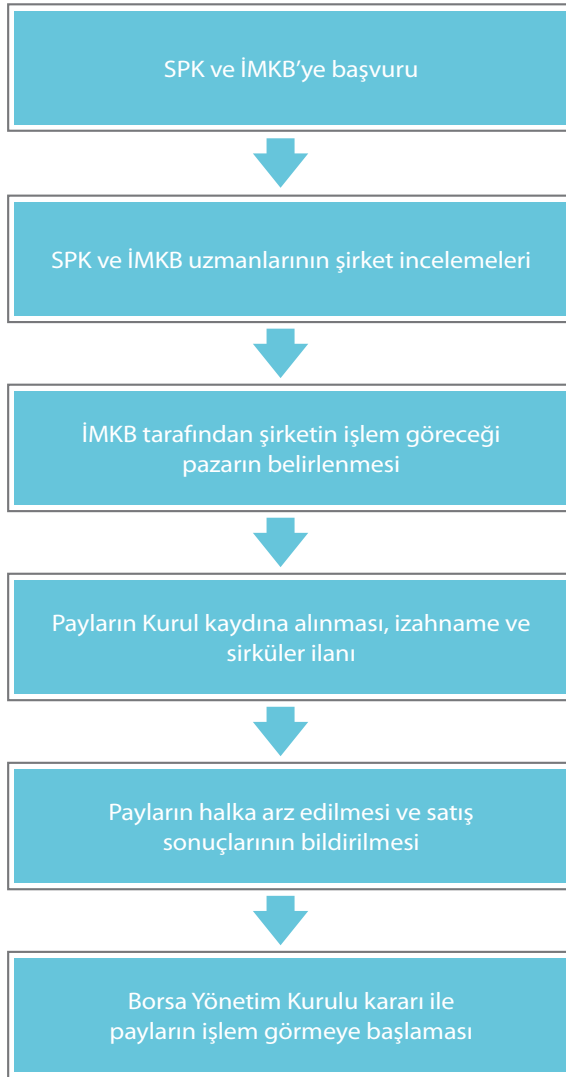 SPK ve İMKB’ye başvuru
SPK ve İMKB uzmanlarının şirket incelemeleri
İMKB tarafından şirketin işlem göreceği
pazarın belirlenmesi
Payların Kurul kaydına alınması, izahname ve
sirküler ilanı
Payların halka arz edilmesi ve satış
sonuçlarının bildirilmesi
Borsa Yönetim Kurulu kararı ile
payların işlem görmeye başlaması